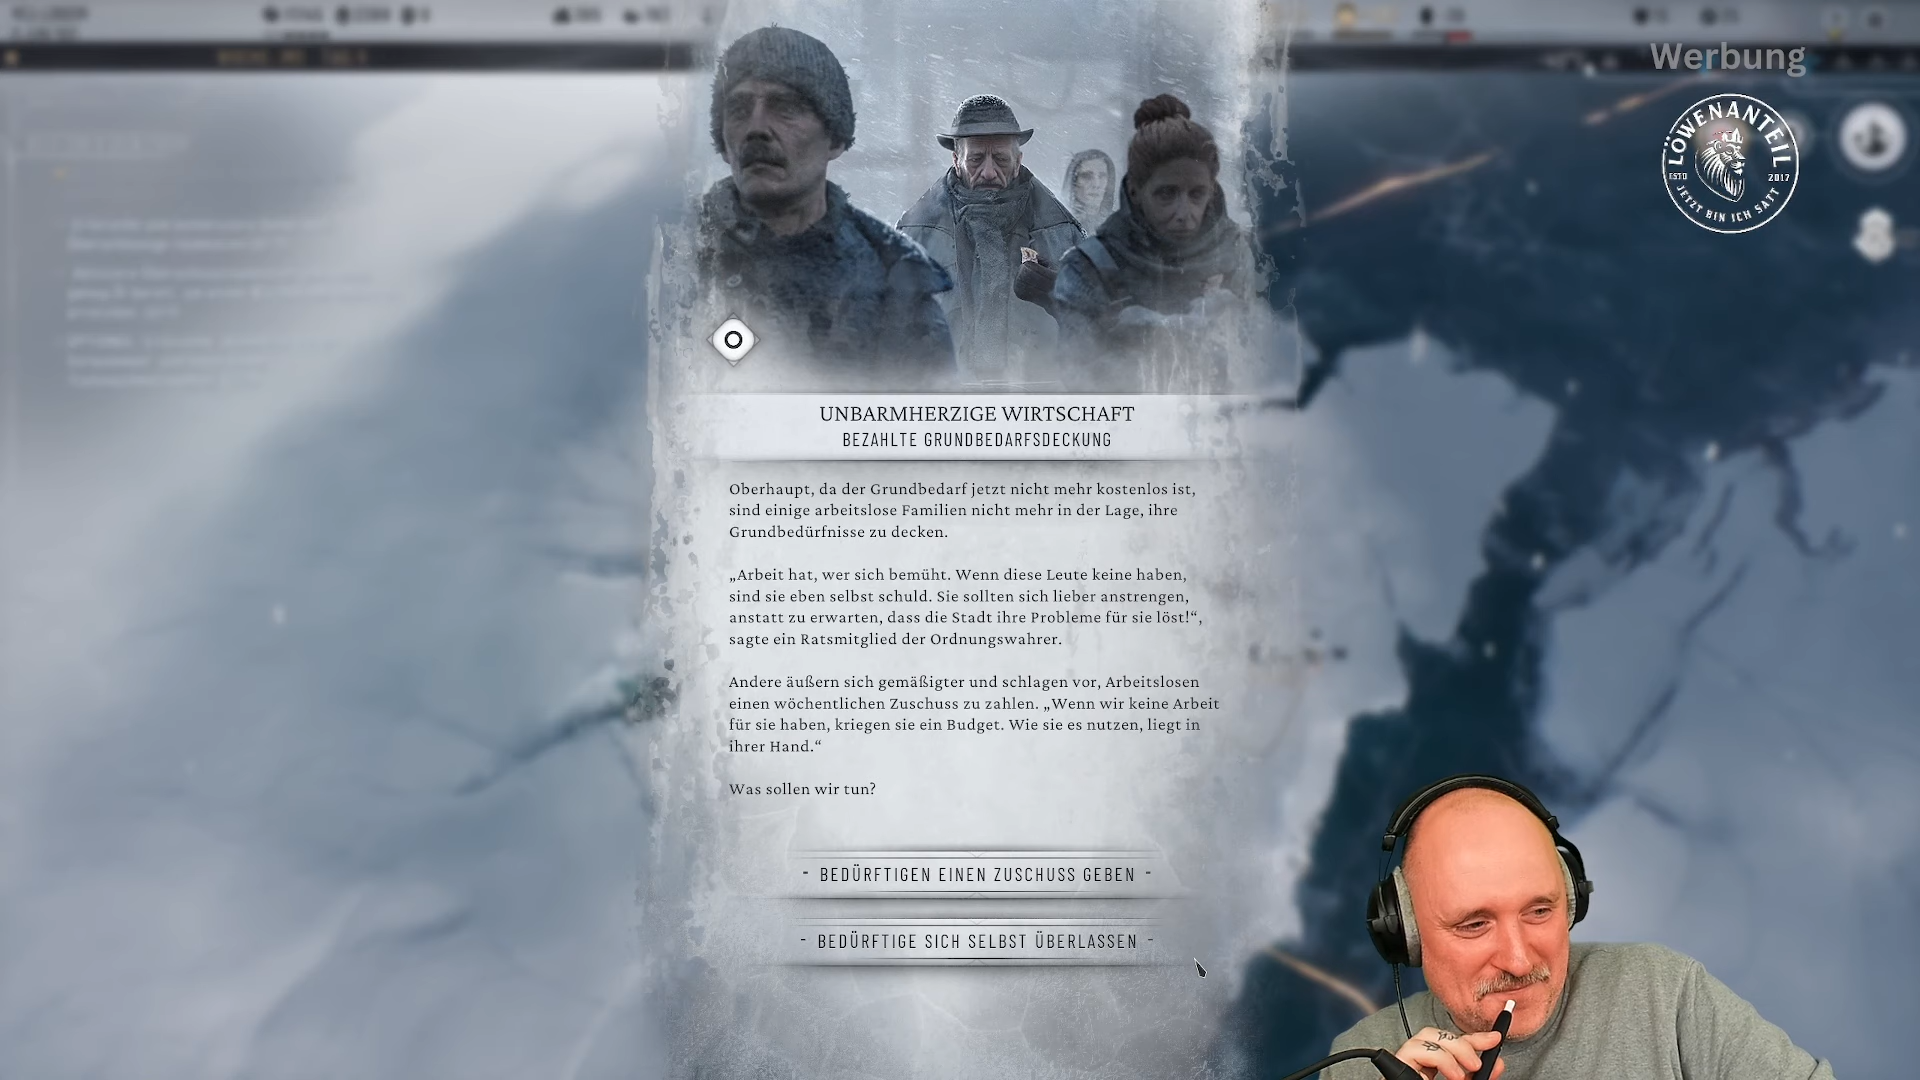 Werbung
LÖWENANTEIL
ESTD 2017
JETZT BIN ICH SATT
UNBARMHERZIGE WIRTSCHAFT
BEZAHLTE GRUNDBEDARFSDECKUNG
Oberhaupt, da der Grundbedarf jetzt nicht mehr kostenlos ist,
sind einige arbeitslose Familien nicht mehr in der Lage, ihre
Grundbedürfnisse zu decken.
„Arbeit hat, wer sich bemüht. Wenn diese Leute keine haben,
sind sie eben selbst schuld. Sie sollten sich lieber anstrengen,
anstatt zu erwarten, dass die Stadt ihre Probleme für sie löst!“,
sagte ein Ratsmitglied der Ordnungswahrer.
Andere äußern sich gemäßigter und schlagen vor, Arbeitslosen
einen wöchentlichen Zuschuss zu zahlen. „Wenn wir keine Arbeit
für sie haben, kriegen sie ein Budget. Wie sie es nutzen, liegt in
ihrer Hand.“
Was sollen wir tun?
- BEDÜRFTIGEN EINEN ZUSCHUSS GEBEN -
- BEDÜRFTIGE SICH SELBST ÜBERLASSEN -